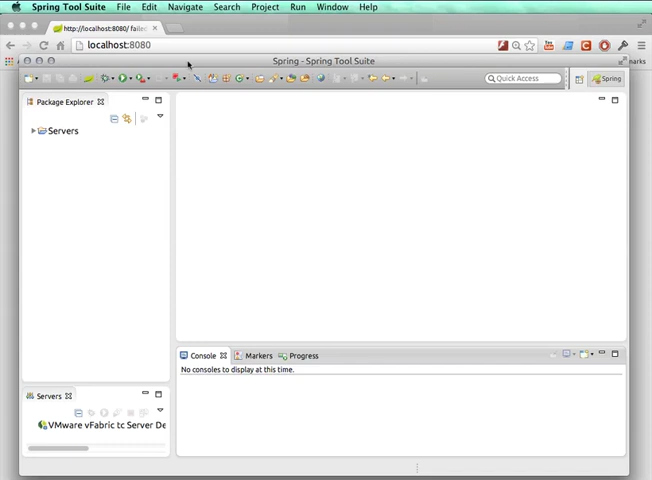 Spring Tool Suite File Edit Navigate Search Project Run Window Help
http://localhost:8080/ failed
localhost:8080
Spring - Spring Tool Suite
marks
Quick Access
Spring
Package Explorer
Servers
Console Markers Progress
No consoles to display at this time.
Servers
VMware vFabric tc Server De